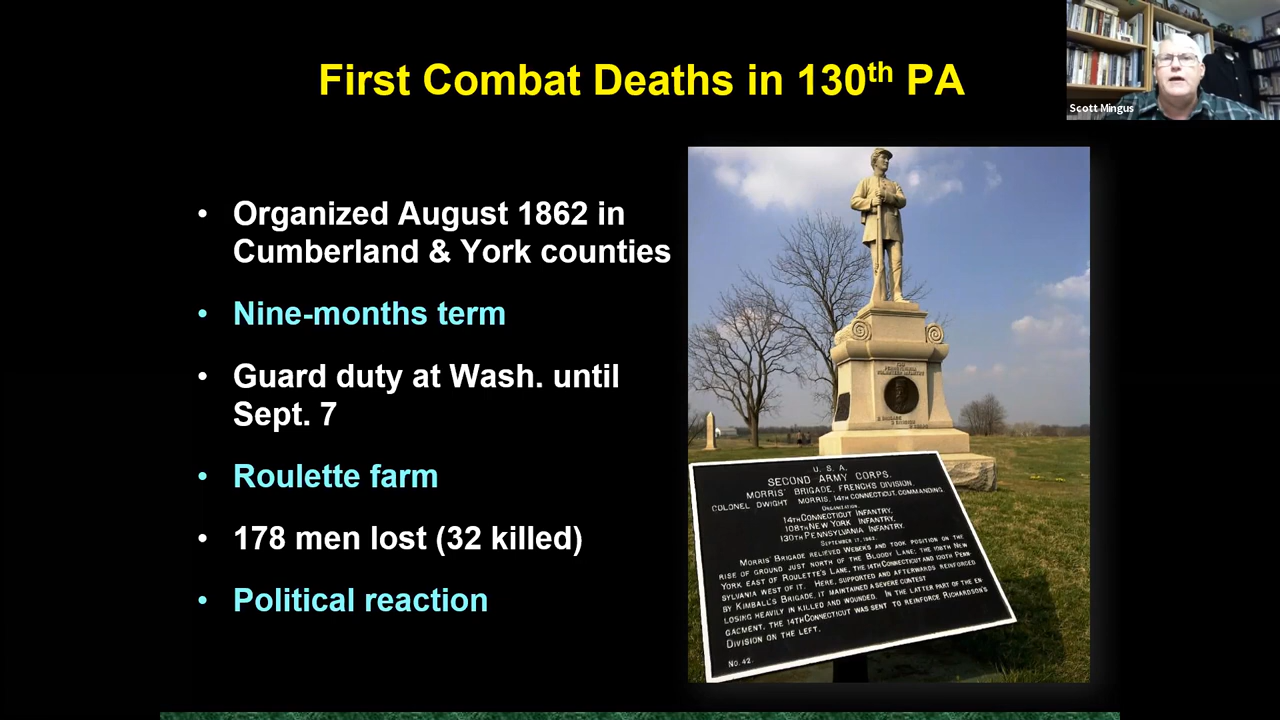 First Combat Deaths in 130th PA
Scott Mingus
• Organized August 1862 in
Cumberland & York counties
• Nine-months term
• Guard duty at Wash. until
Sept. 7
• Roulette farm
• 178 men lost (32 killed)
• Political reaction
U. S. A.
SECOND ARMY CORPS.
MORRIS' BRIGADE, FRENCH'S DIVISION.
COLONEL DWIGHT MORRIS, 14TH CONNECTICUT, COMMANDING.
ORGANIZATION.
14TH CONNECTICUT INFANTRY,
108TH NEW YORK INFANTRY,
130TH PENNSYLVANIA INFANTRY.
SEPTEMBER 17, 1862.
MORRIS' BRIGADE RELIEVED WEBER'S AND TOOK POSITION ON THE
RISE OF GROUND JUST NORTH OF THE BLOODY LANE; THE 108TH NEW
YORK EAST OF ROULETTE'S LANE, THE 14TH CONNECTICUT AND 130TH PENN-
SYLVANIA WEST OF IT. HERE, SUPPORTED AND AFTERWARDS REINFORCED
BY KIMBALL'S BRIGADE, IT MAINTAINED A SEVERE CONTEST
LOSING HEAVILY IN KILLED AND WOUNDED. IN THE LATTER PART OF THE EN
GAGMENT, THE 14TH CONNECTICUT WAS SENT TO REINFORCE RICHARDSON'S
DIVISION ON THE LEFT.
NO. 42.